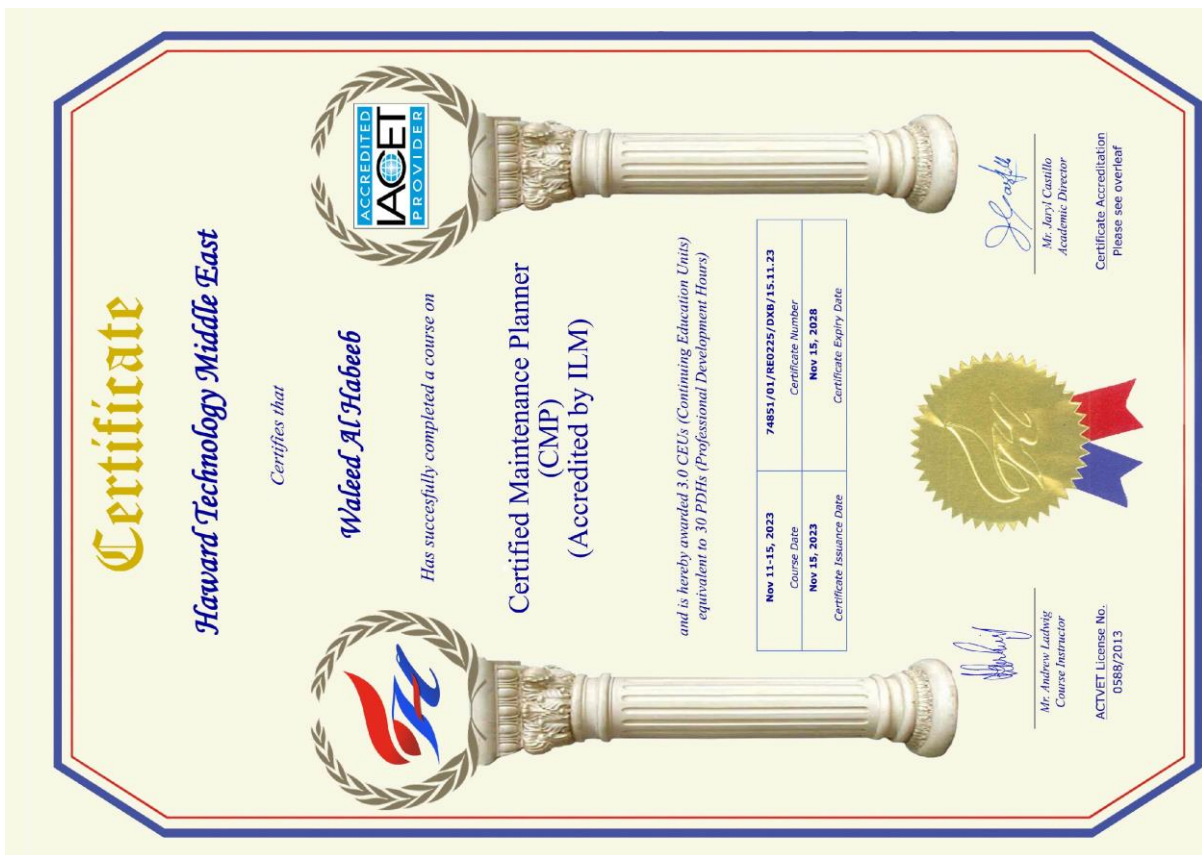 Certificate
Haward Technology Middle East
Certifies that
Waleed Al Habeeb
Has succesfully completed a course on
Certified Maintenance Planner
(CMP)
(Accredited by ILM)
ACCREDITED
IACET
PROVIDER
and is hereby awarded 3.0 CEUs (Continuing Education Units)
equivalent to 30 PDHs (Professional Development Hours)
Nov 11-15, 2023 74851/01/RE0225/DXB/15.11.23
Course Date Certificate Number
Nov 15, 2023 Nov 15, 2028
Certificate Issuance Date Certificate Expiry Date
Mr. Andrew Ladwig
Course Instructor
ACTVET License No.
0588/2013
Mr. Jaryl Castillo
Academic Director
Certificate Accreditation
Please see overleaf